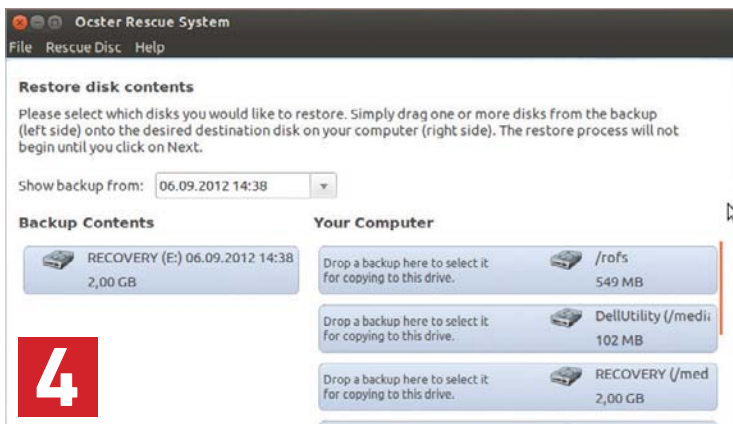 Ocster Rescue System
File Rescue Disc Help
Restore disk contents
Please select which disks you would like to restore. Simply drag one or more disks from the backup
(left side) onto the desired destination disk on your computer (right side). The restore process will not
begin until you click on Next.
Show backup from: 06.09.2012 14:38
Backup Contents
Your Computer
RECOVERY (E:) 06.09.2012 14:38
2,00 GB
Drop a backup here to select it
for copying to this drive.
/rofs
549 MB
Drop a backup here to select it
for copying to this drive.
DellUtility (/media
102 MB
Drop a backup here to select it
for copying to this drive.
RECOVERY (/med
2,00 GB
4